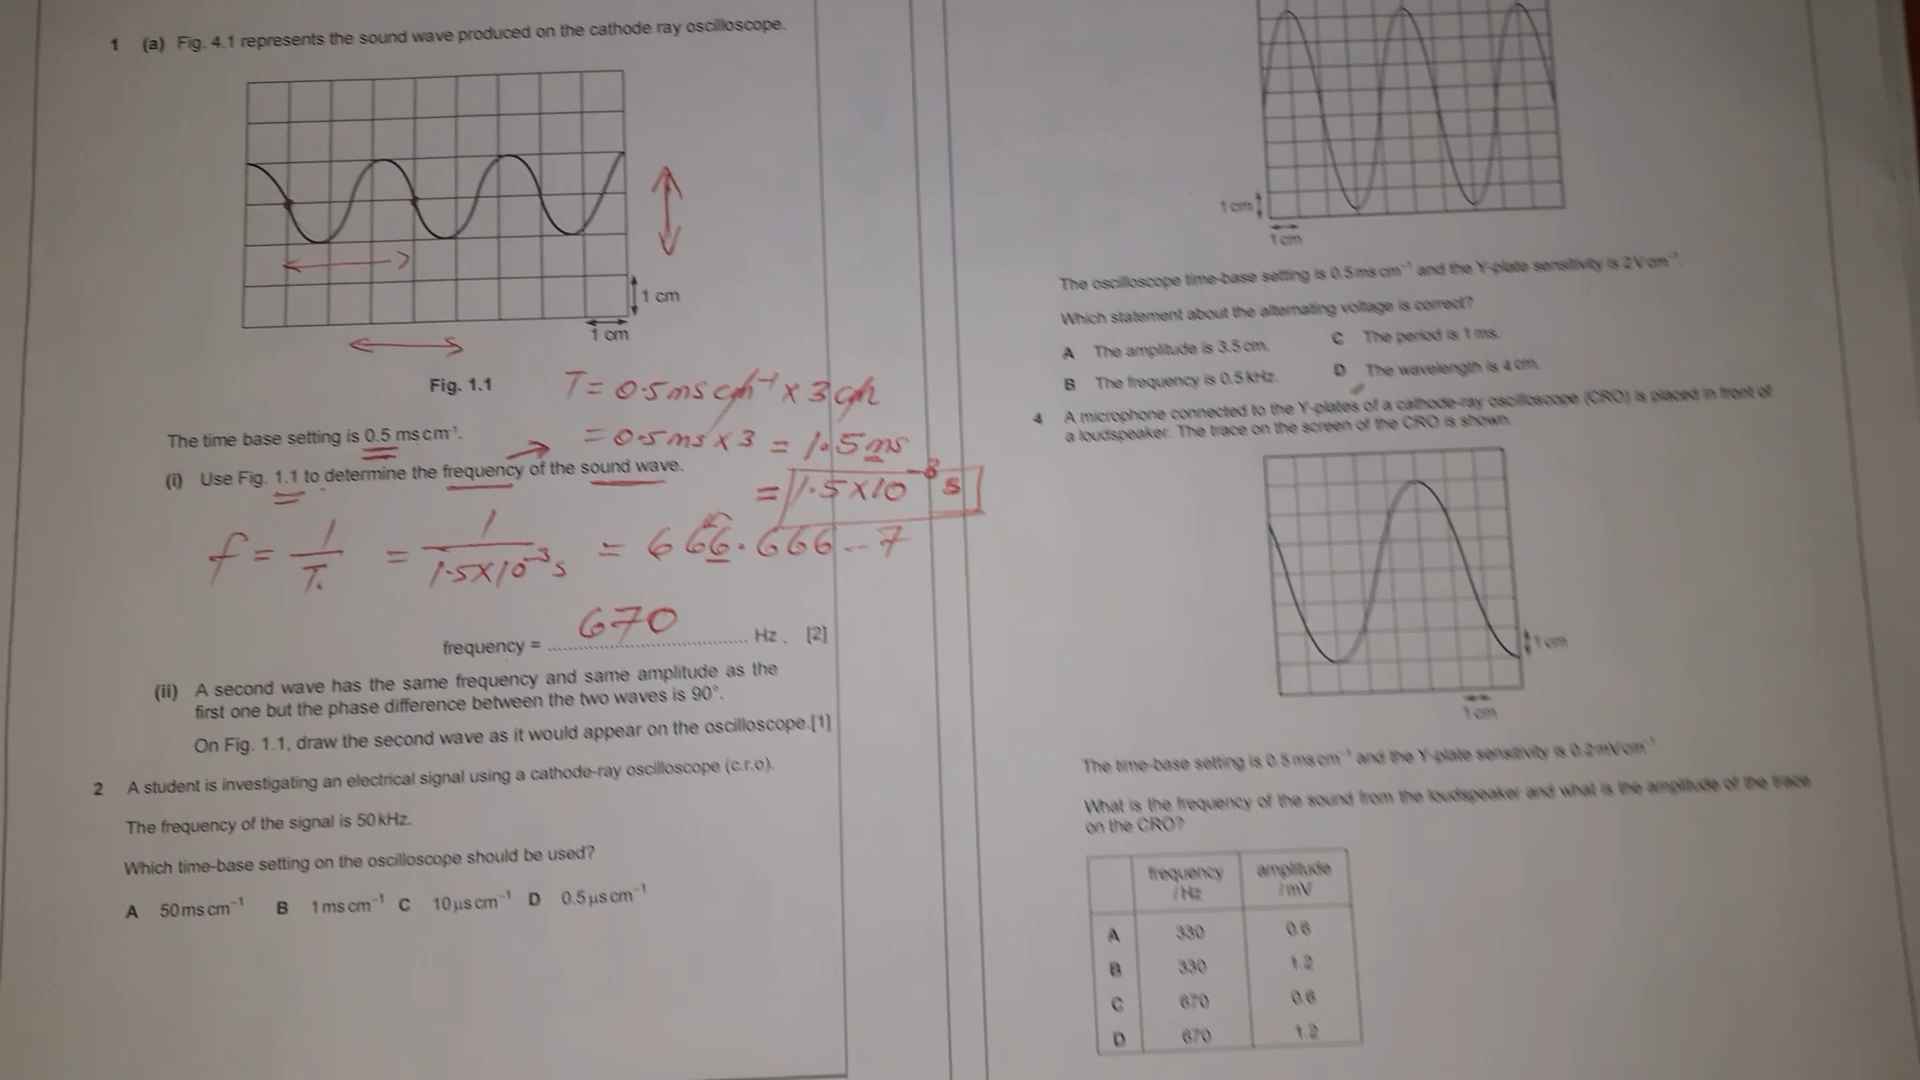 1 (a) Fig. 4.1 represents the sound wave produced on the cathode ray oscilloscope.
1 cm
1 cm
Fig. 1.1
T = 0.5 ms cm⁻¹ × 3 cm
= 0.5 ms × 3 = 1.5 ms
= 1.5 × 10⁻³ s
The time base setting is 0.5 ms cm⁻¹.
(i) Use Fig. 1.1 to determine the frequency of the sound wave.
f = 1/T. = 1/1.5×10⁻³ s = 666.666...7
frequency = 670 Hz. [2]
(ii) A second wave has the same frequency and same amplitude as the
first one but the phase difference between the two waves is 90°.
On Fig. 1.1, draw the second wave as it would appear on the oscilloscope.[1]
2 A student is investigating an electrical signal using a cathode-ray oscilloscope (c.r.o).
The frequency of the signal is 50 kHz.
Which time-base setting on the oscilloscope should be used?
A 50 ms cm⁻¹ B 1 ms cm⁻¹ C 10 µs cm⁻¹ D 0.5 µs cm⁻¹
1 cm
1 cm
The oscilloscope time-base setting is 0.5 ms cm⁻¹ and the Y-plate sensitivity is 2 V cm⁻¹.
Which statement about the alternating voltage is correct?
A The amplitude is 3.5 cm. C The period is 1 ms.
B The frequency is 0.5 kHz. D The wavelength is 4 cm.
4 A microphone connected to the Y-plates of a cathode-ray oscilloscope (CRO) is placed in front of
a loudspeaker. The trace on the screen of the CRO is shown.
1 cm
1 cm
The time-base setting is 0.5 ms cm⁻¹ and the Y-plate sensitivity is 0.2 mV cm⁻¹
What is the frequency of the sound from the loudspeaker and what is the amplitude of the trace
on the CRO?
frequency / Hz amplitude / mV
A 330 0.6
B 330 1.2
C 670 0.6
D 670 1.2